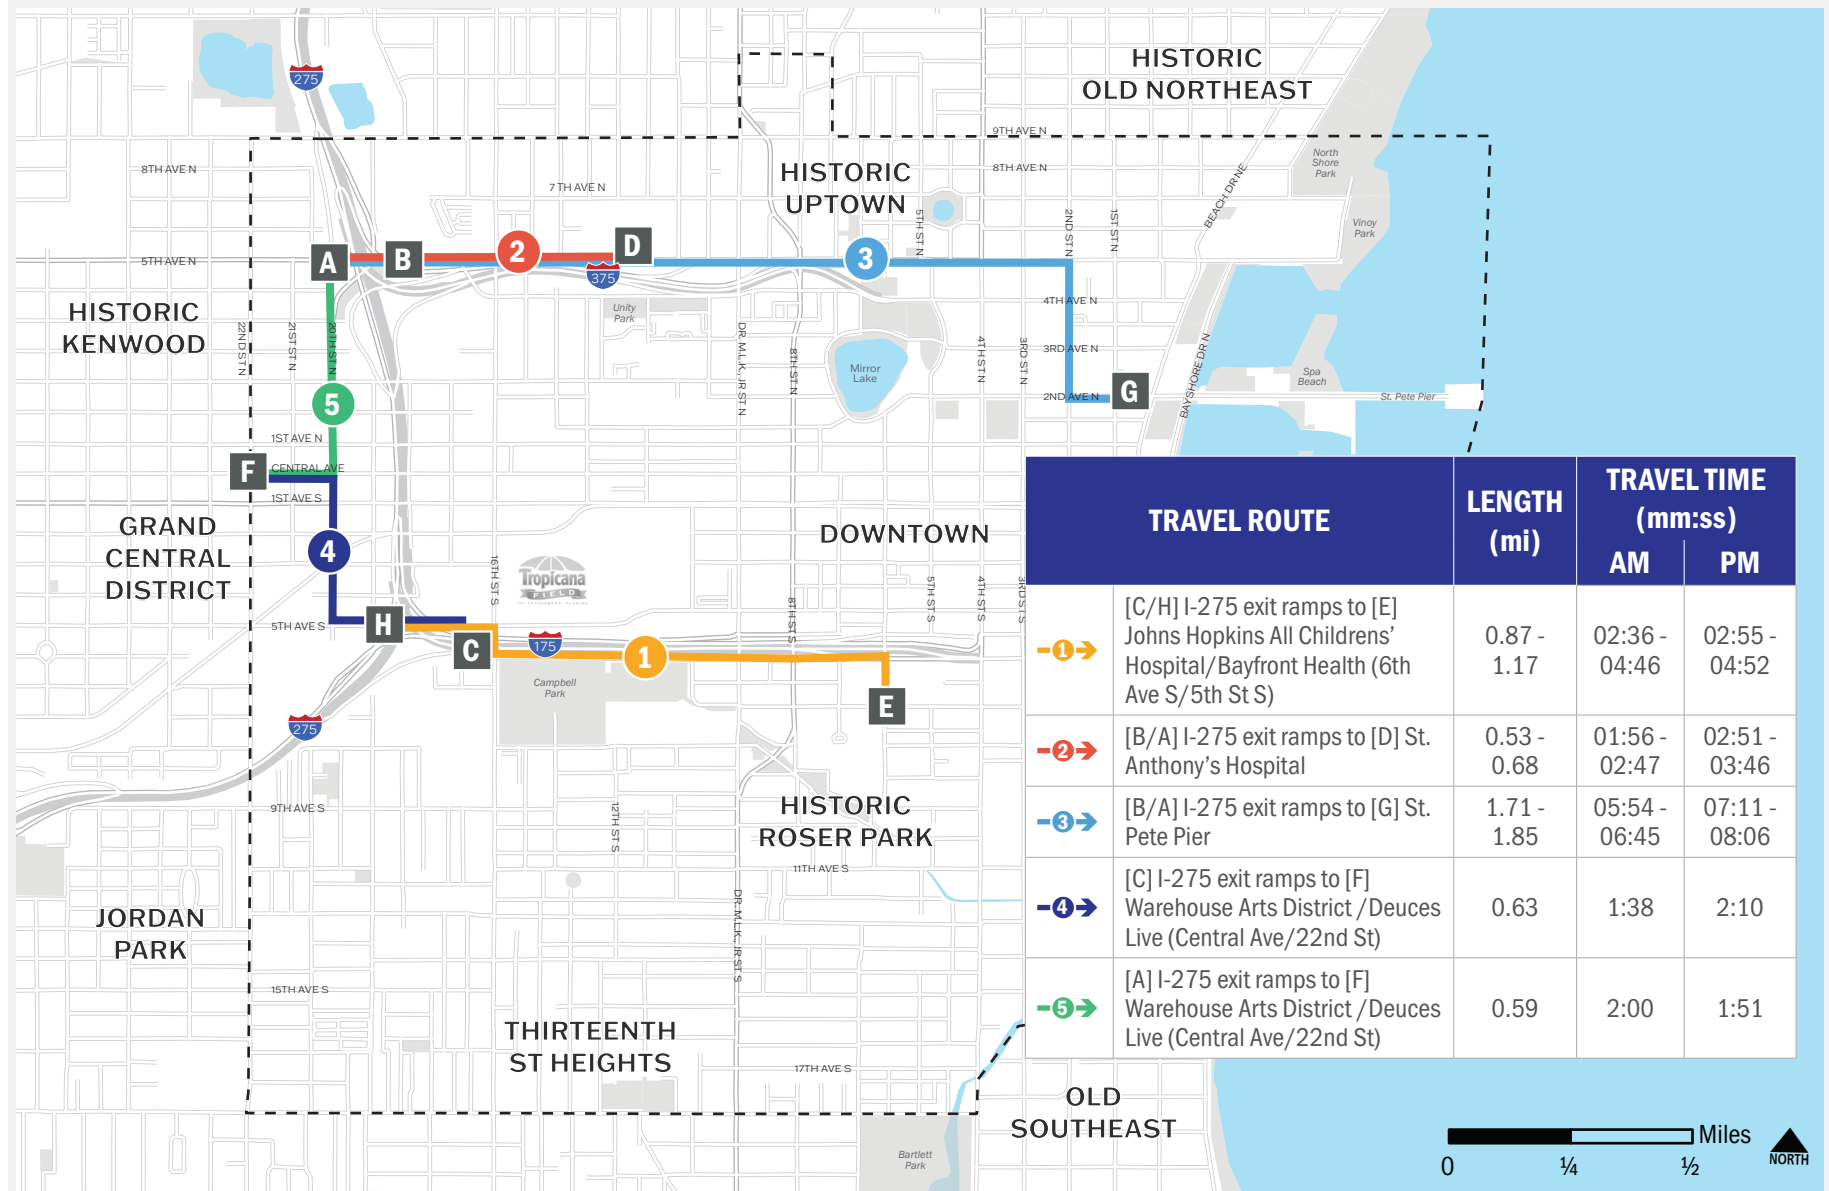 HISTORIC
OLD NORTHEAST
275
9TH AVE N
8TH AVE N
8TH AVE N
7 TH AVE N
North
Shore
Park
HISTORIC
UPTOWN
BEACH DR NE
5TH ST N
2ND ST N
1ST ST N
Vinoy
Park
5TH AVE N
A
B
2
D
3
375
HISTORIC
KENWOOD
22ND ST N
21ST ST N
20TH ST N
Unity
Park
DR. M.L.K., JR ST N
8TH ST N
Mirror
Lake
4TH ST N
3RD ST N
4TH AVE N
3RD AVE N
2ND AVE N
G
BAYSHORE DR N
Spa
Beach
St. Pete Pier
5
1ST AVE N
F
CENTRAL AVE
1ST AVE S
GRAND
CENTRAL
DISTRICT
4
DOWNTOWN
16TH ST S
Tropicana
FIELD
ST. PETERSBURG, FLORIDA
8TH ST S
5TH ST S
4TH ST S
3RD ST S
5TH AVE S
H
C
175
1
E
Campbell
Park
275
9TH AVE S
12TH ST S
HISTORIC
ROSER PARK
11TH AVE S
DR. M.L.K., JR ST S
JORDAN
PARK
15TH AVE S
THIRTEENTH
ST HEIGHTS
17TH AVE S
OLD
SOUTHEAST
Bartlett
Park
TRAVEL ROUTE
LENGTH
(mi)
TRAVEL TIME
(mm:ss)
AM
PM
1
[C/H] I-275 exit ramps to [E]
Johns Hopkins All Childrens'
Hospital/Bayfront Health (6th
Ave S/5th St S)
0.87 -
1.17
02:36 -
04:46
02:55 -
04:52
2
[B/A] I-275 exit ramps to [D] St.
Anthony's Hospital
0.53 -
0.68
01:56 -
02:47
02:51 -
03:46
3
[B/A] I-275 exit ramps to [G] St.
Pete Pier
1.71 -
1.85
05:54 -
06:45
07:11 -
08:06
4
[C] I-275 exit ramps to [F]
Warehouse Arts District /Deuces
Live (Central Ave/22nd St)
0.63
1:38
2:10
5
[A] I-275 exit ramps to [F]
Warehouse Arts District /Deuces
Live (Central Ave/22nd St)
0.59
2:00
1:51
Miles
0
¼
½
NORTH